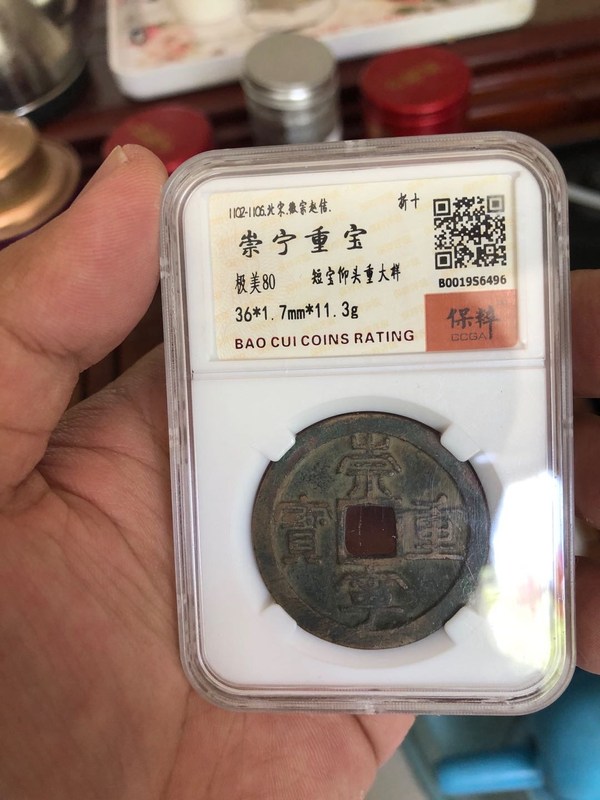 1102-1106.北宋.徽宗赵佶.
折十
崇宁重宝
极美80
短宝仰头重大样
B001956496
36*1.7mm*11.3g
保粹
CCGA
BAO CUI COINS RATING
崇
寶
重
寧